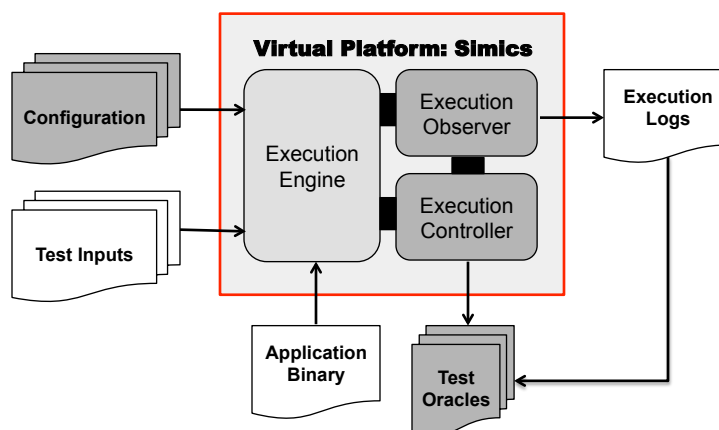 Virtual Platform: Simics
Configuration
Execution
Engine
Execution
Observer
Execution
Logs
Execution
Controller
Test Inputs
Application
Binary
Test
Oracles